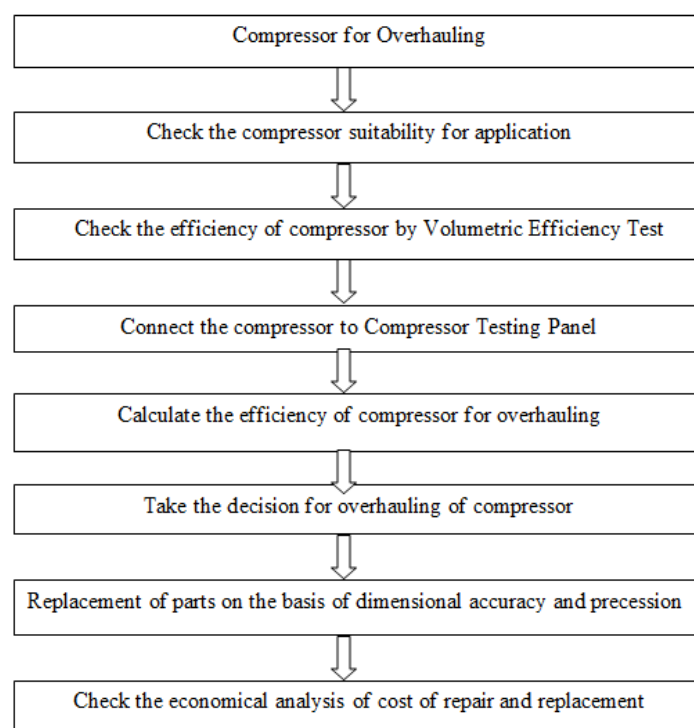 Compressor for Overhauling
Check the compressor suitability for application
Check the efficiency of compressor by Volumetric Efficiency Test
Connect the compressor to Compressor Testing Panel
Calculate the efficiency of compressor for overhauling
Take the decision for overhauling of compressor
Replacement of parts on the basis of dimensional accuracy and precession
Check the economical analysis of cost of repair and replacement